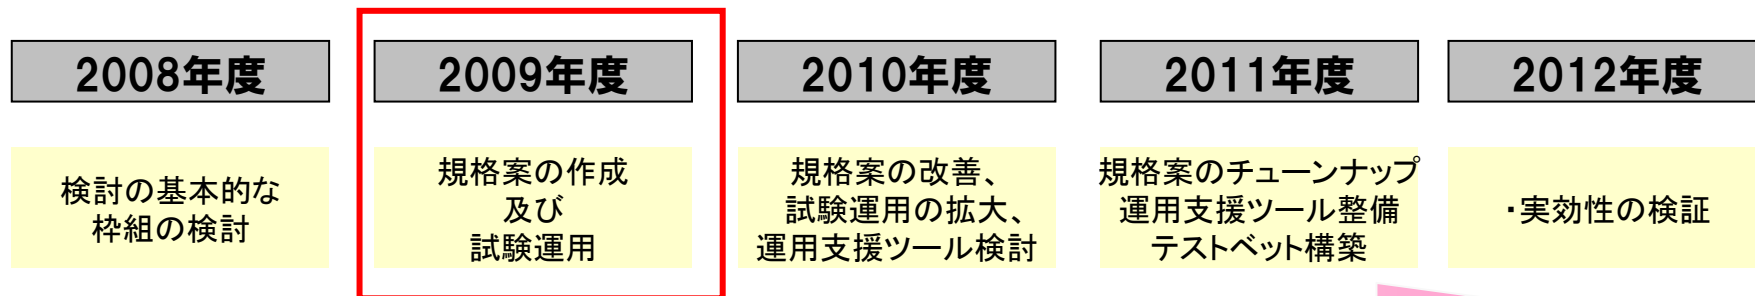 2008年度
2009年度
2010年度
2011年度
2012年度
検討の基本的な
枠組の検討
規格案の作成
及び
試験運用
規格案の改善、
試験運用の拡大、
運用支援ツール検討
規格案のチューンナップ
運用支援ツール整備
テストベット構築
・実効性の検証